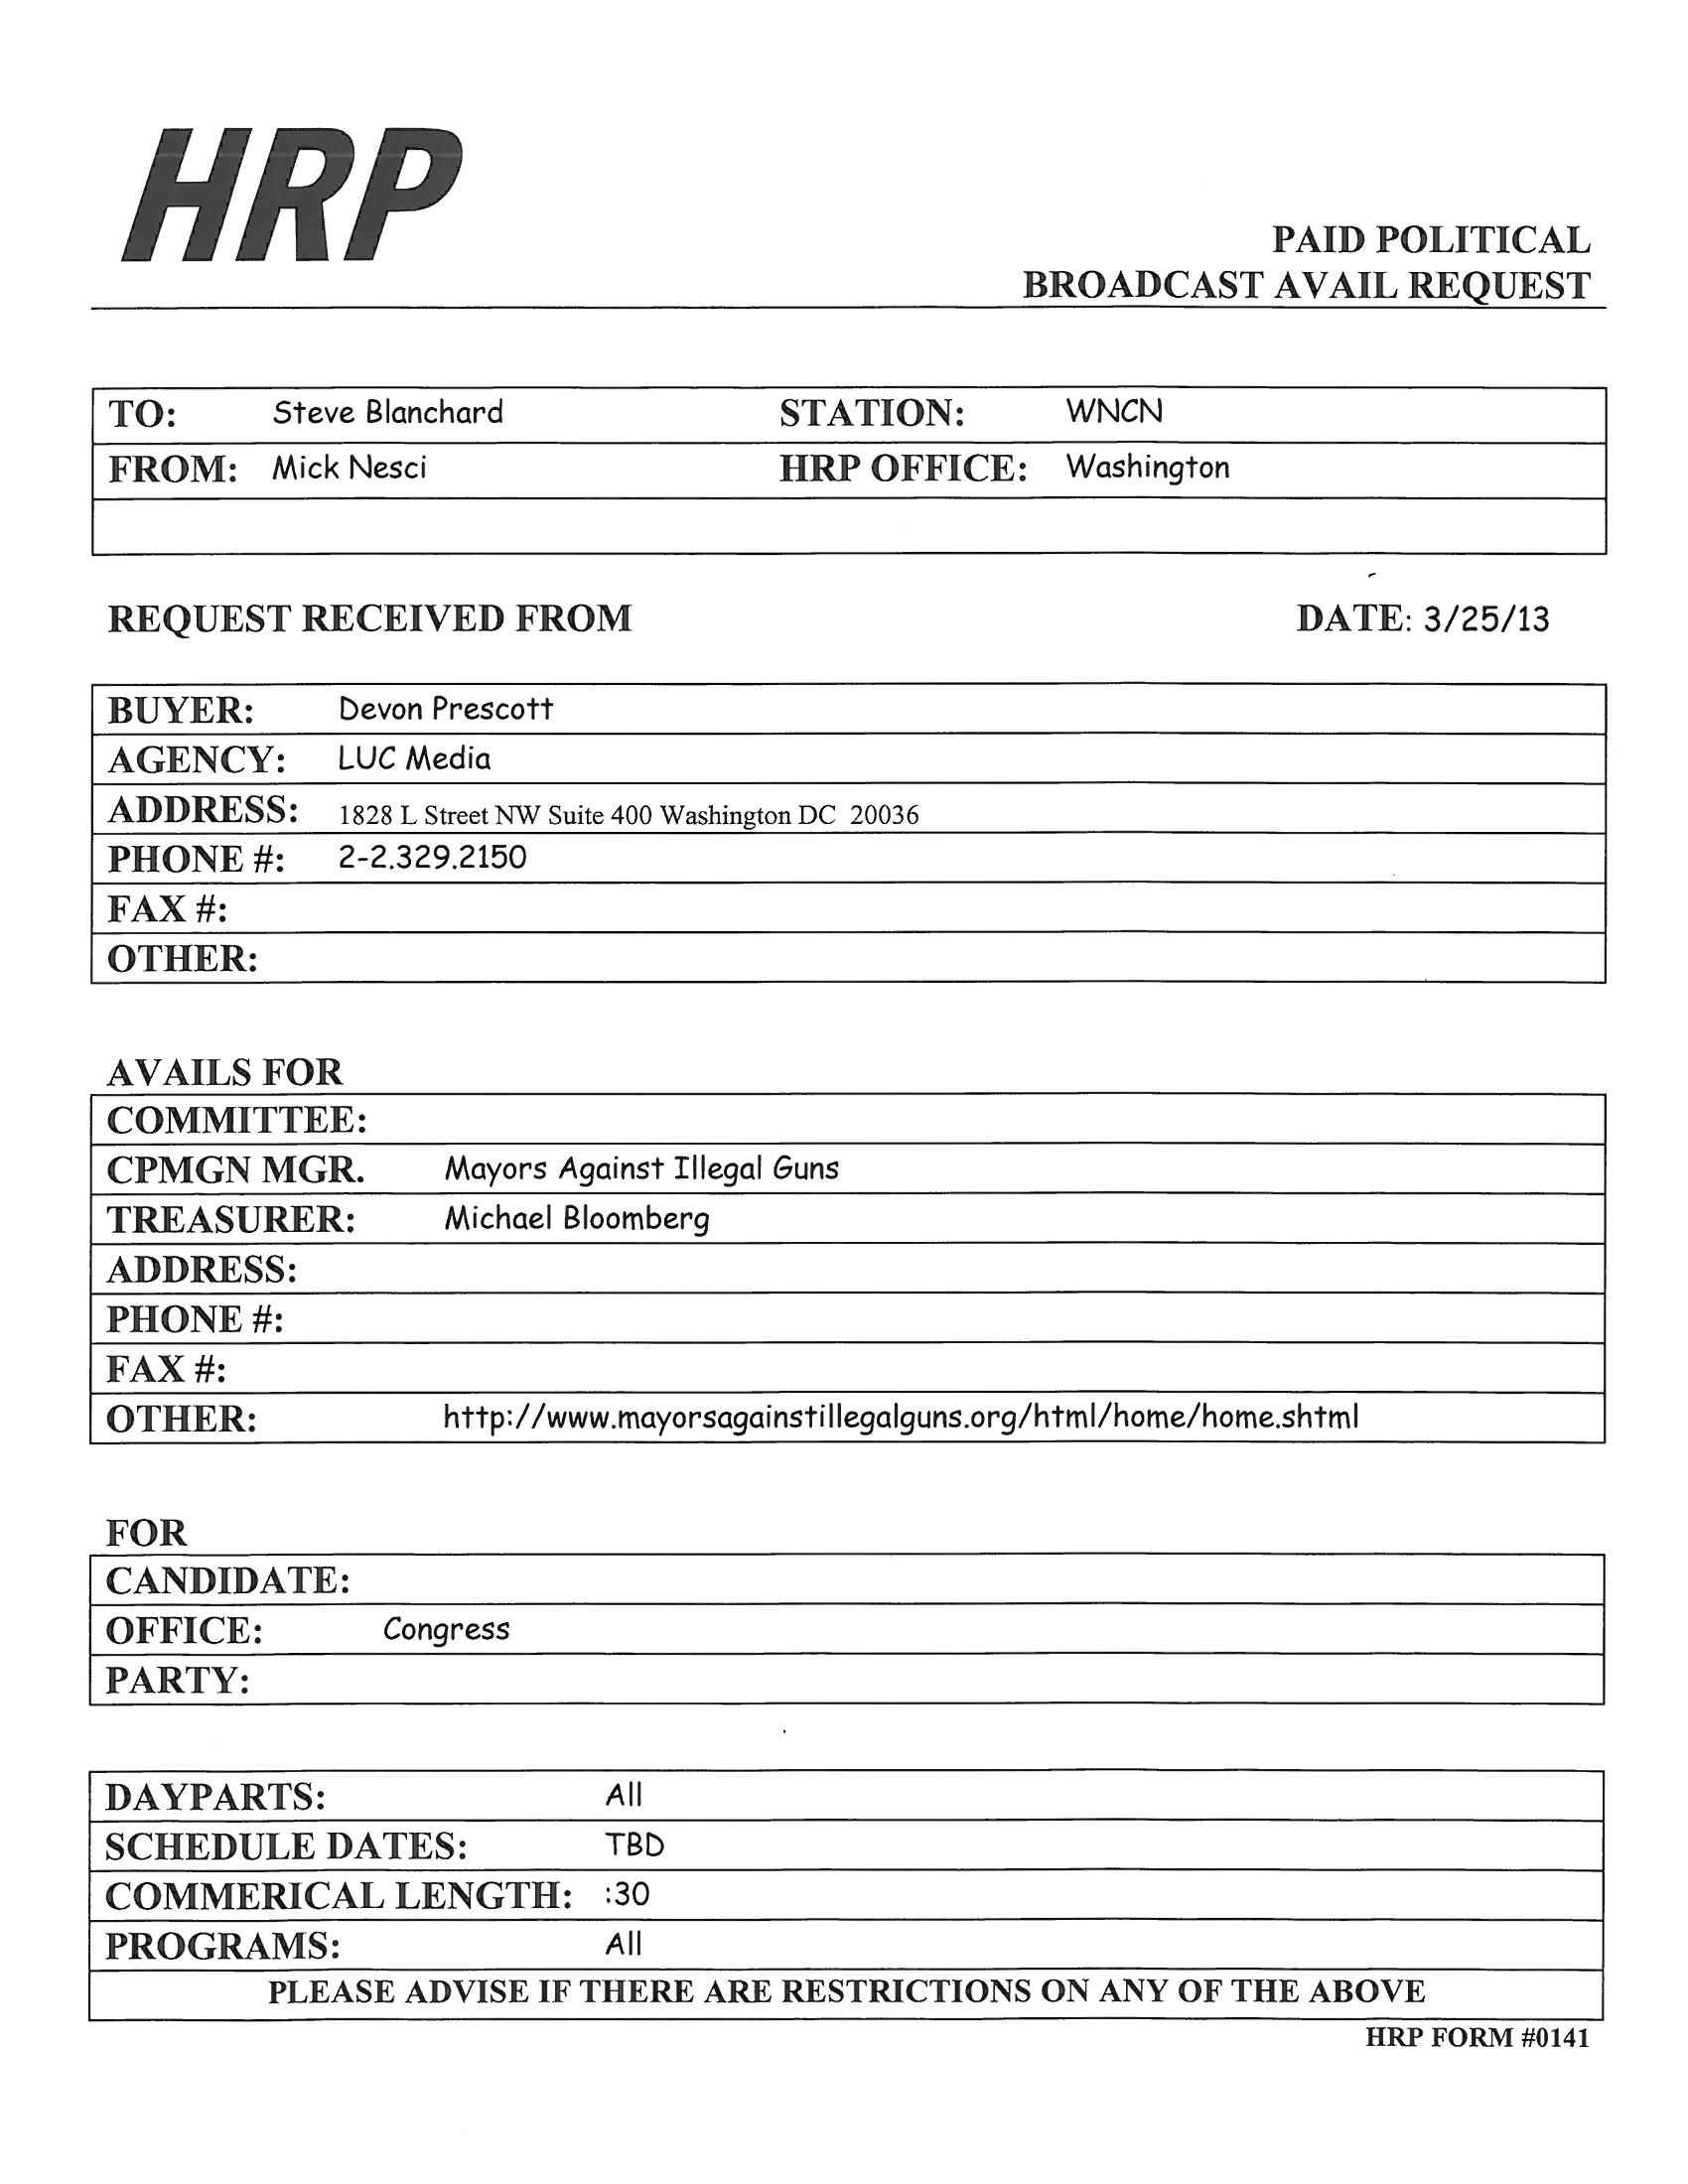 HRP
PAID POLITICAL
BROADCAST AVAIL REQUEST
TO: Steve Blanchard STATION: WNCN
FROM: Mick Nesci HRP OFFICE: Washington
REQUEST RECEIVED FROM DATE: 3/25/13
BUYER: Devon Prescott
AGENCY: LUC Media
ADDRESS: 1828 L Street NW Suite 400 Washington DC 20036
PHONE #: 2-2.329.2150
FAX #:
OTHER:
AVAILS FOR
COMMITTEE:
CPMGN MGR. Mayors Against Illegal Guns
TREASURER: Michael Bloomberg
ADDRESS:
PHONE #:
FAX #:
OTHER: http://www.mayorsagainstillegalguns.org/html/home/home.shtml
FOR
CANDIDATE:
OFFICE: Congress
PARTY:
DAYPARTS: All
SCHEDULE DATES: TBD
COMMERICAL LENGTH: :30
PROGRAMS: All
PLEASE ADVISE IF THERE ARE RESTRICTIONS ON ANY OF THE ABOVE
HRP FORM #0141